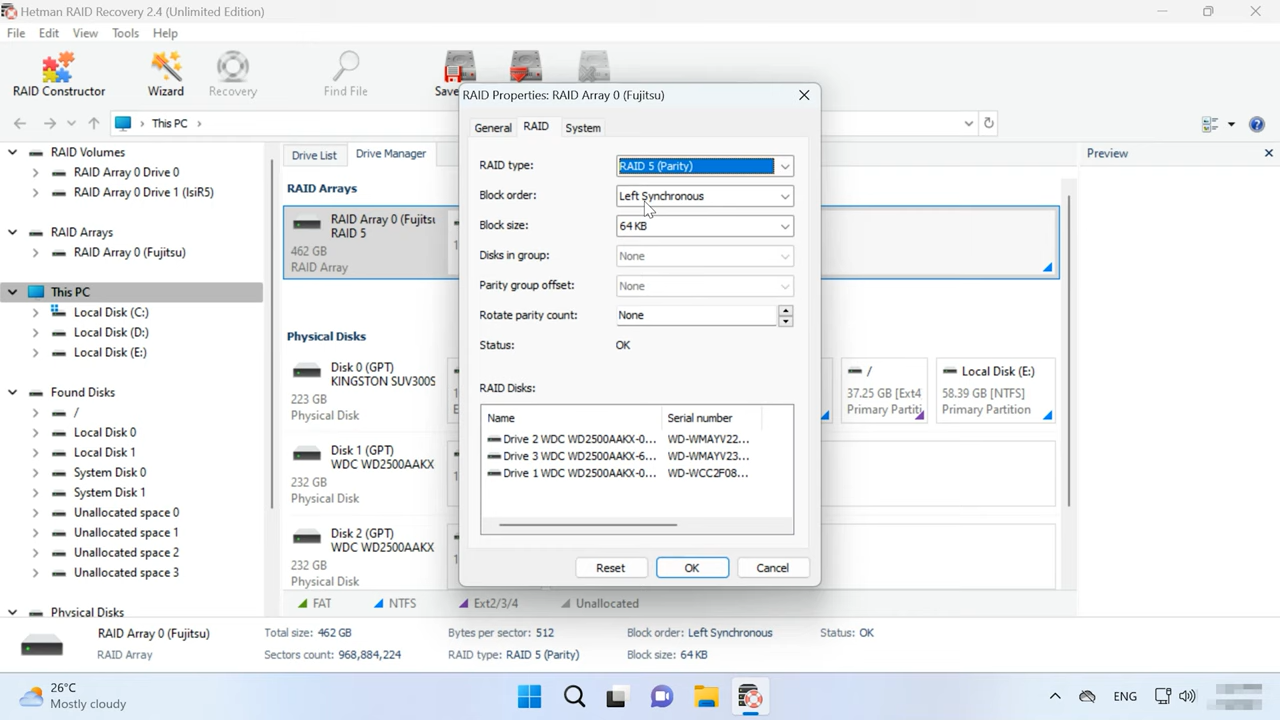 Hetman RAID Recovery 2.4 (Unlimited Edition)
File Edit View Tools Help
RAID Constructor Wizard Recovery Find File Save
This PC
RAID Properties: RAID Array 0 (Fujitsu)
General RAID System
RAID type: RAID 5 (Parity)
Block order: Left Synchronous
Block size: 64 KB
Disks in group: None
Parity group offset: None
Rotate parity count: None
Status: OK
RAID Disks:
Name Serial number
Drive 2 WDC WD2500AAKX-0... WD-WMAYV22...
Drive 3 WDC WD2500AAKX-6... WD-WMAYV23...
Drive 1 WDC WD2500AAKX-0... WD-WCC2F08...
Reset OK Cancel
RAID Volumes
RAID Array 0 Drive 0
RAID Array 0 Drive 1 (IsiR5)
RAID Arrays
RAID Array 0 (Fujitsu)
This PC
Local Disk (C:)
Local Disk (D:)
Local Disk (E:)
Found Disks
/
Local Disk 0
Local Disk 1
System Disk 0
System Disk 1
Unallocated space 0
Unallocated space 1
Unallocated space 2
Unallocated space 3
Physical Disks
Drive List Drive Manager
RAID Arrays
RAID Array 0 (Fujitsu
RAID 5
462 GB
RAID Array
Physical Disks
Disk 0 (GPT)
KINGSTON SUV300S
223 GB
Physical Disk
/
37.25 GB [Ext4
Primary Partiti
Local Disk (E:)
58.39 GB [NTFS]
Primary Partition
Disk 1 (GPT)
WDC WD2500AAKX
232 GB
Physical Disk
Disk 2 (GPT)
WDC WD2500AAKX
232 GB
Physical Disk
FAT NTFS Ext2/3/4 Unallocated
Preview
RAID Array 0 (Fujitsu) Total size: 462 GB Bytes per sector: 512 Block order: Left Synchronous Status: OK
RAID Array Sectors count: 968,884,224 RAID type: RAID 5 (Parity) Block size: 64 KB
26°C
Mostly cloudy
ENG